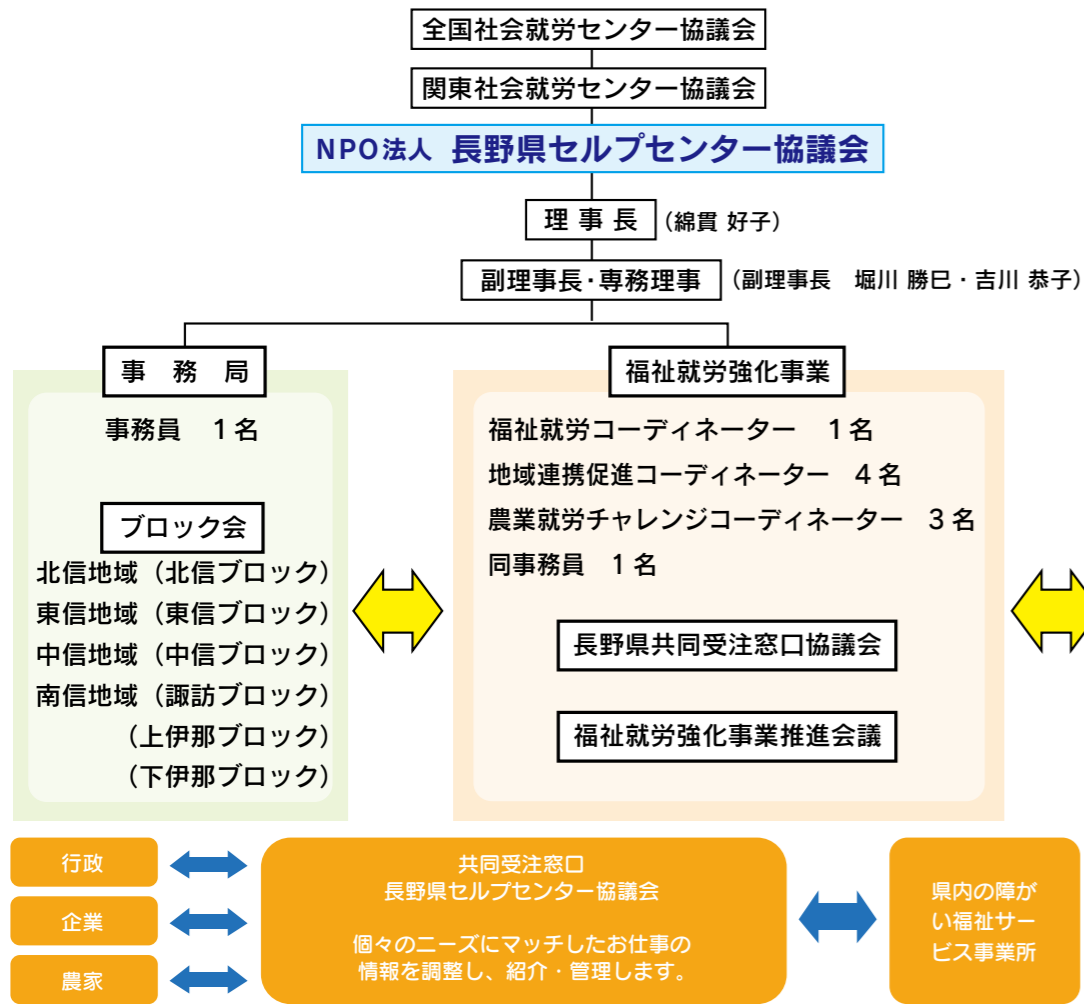 全国社会就労センター協議会
関東社会就労センター協議会
NPO法人 長野県セルプセンター協議会
理 事 長 (綿貫 好子)
副理事長・専務理事 (副理事長　堀川 勝巳・吉川 恭子)
事　務　局
事務員　1 名
ブロック会
北信地域（北信ブロック）
東信地域（東信ブロック）
中信地域（中信ブロック）
南信地域（諏訪ブロック）
（上伊那ブロック）
（下伊那ブロック）
福祉就労強化事業
福祉就労コーディネーター　1 名
地域連携促進コーディネーター　4 名
農業就労チャレンジコーディネーター　3 名
同事務員　1 名
長野県共同受注窓口協議会
福祉就労強化事業推進会議
行政
企業
農家
共同受注窓口
長野県セルプセンター協議会
個々のニーズにマッチしたお仕事の
情報を調整し、紹介・管理します。
県内の障が
い福祉サー
ビス事業所